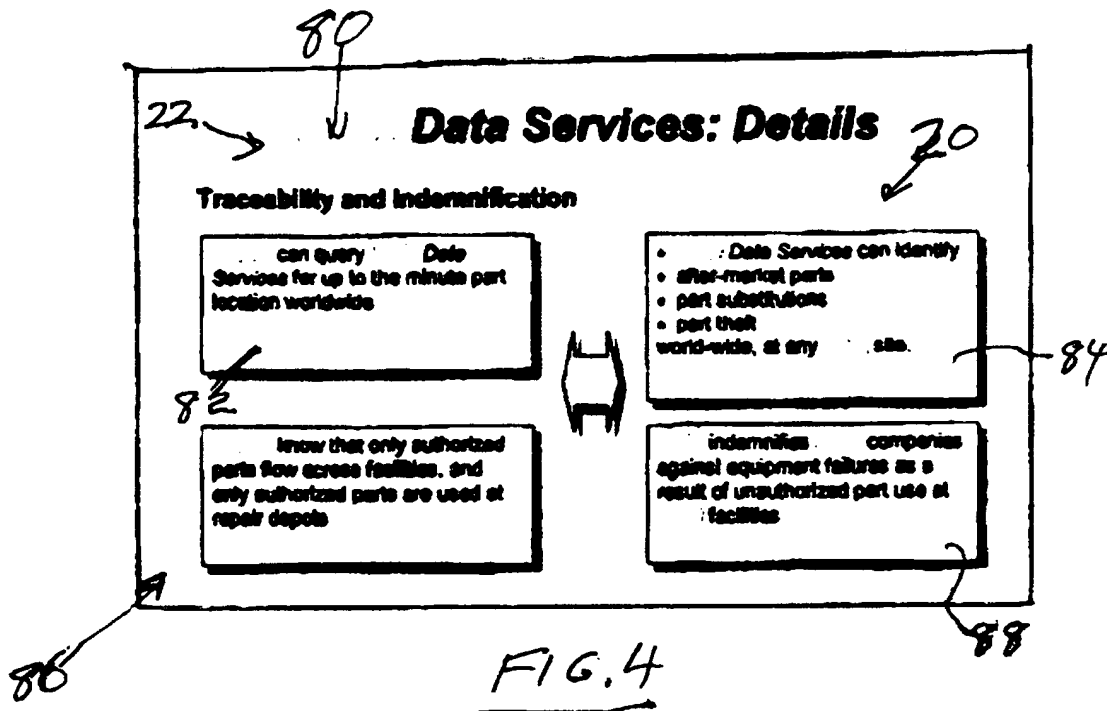 80
22
Data Services: Details
20
Traceability and Indemnification
can query Data
Services for up to the minute part
location worldwide
82
• Data Services can identify
• after-market parts
• part substitutions
• part theft
world-wide, at any site.
84
know that only authorized
parts flow across facilities, and
only authorized parts are used at
repair depots
indemnifies companies
against equipment failures as a
result of unauthorized part use at
facilities
86
88
FIG. 4